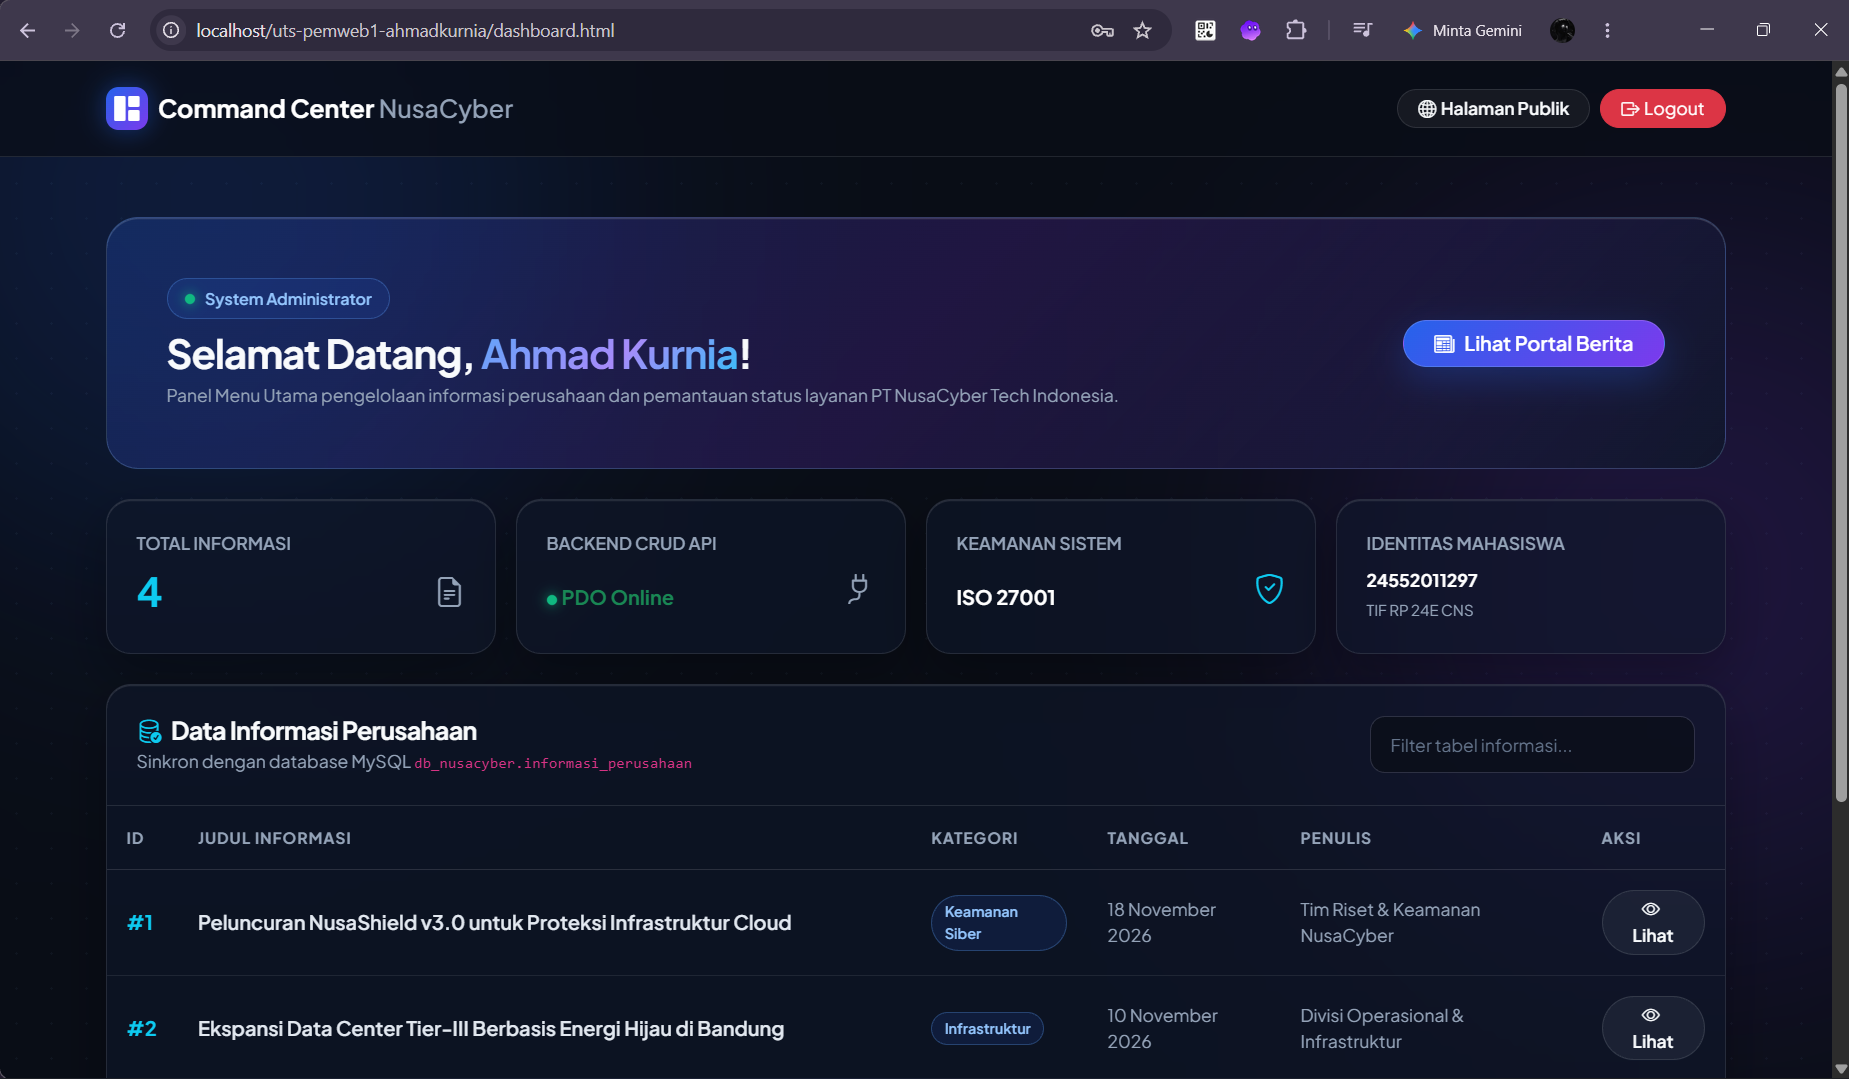 localhost/uts-pemweb1-ahmadkurnia/dashboard.html
Minta Gemini
Command Center NusaCyber
Halaman Publik
Logout
System Administrator
Selamat Datang, Ahmad Kurnia!
Panel Menu Utama pengelolaan informasi perusahaan dan pemantauan status layanan PT NusaCyber Tech Indonesia.
Lihat Portal Berita
TOTAL INFORMASI
4
BACKEND CRUD API
PDO Online
KEAMANAN SISTEM
ISO 27001
IDENTITAS MAHASISWA
24552011297
TIF RP 24E CNS
Data Informasi Perusahaan
Sinkron dengan database MySQL db_nusacyber.informasi_perusahaan
Filter tabel informasi...
ID JUDUL INFORMASI KATEGORI TANGGAL PENULIS AKSI
#1 Peluncuran NusaShield v3.0 untuk Proteksi Infrastruktur Cloud
Keamanan
Siber
18 November
2026
Tim Riset & Keamanan
NusaCyber
Lihat
#2 Ekspansi Data Center Tier-III Berbasis Energi Hijau di Bandung
Infrastruktur
10 November
2026
Divisi Operasional &
Infrastruktur
Lihat